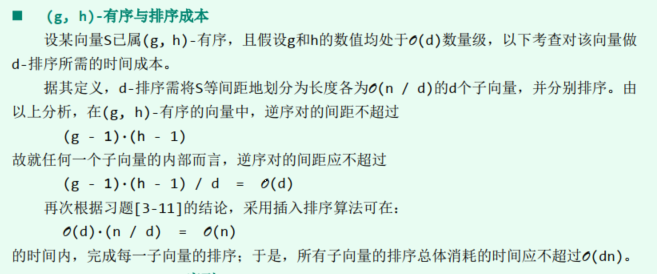 ■ (g, h)-有序与排序成本
设某向量S已属(g, h)-有序，且假设g和h的数值均处于O(d)数量级，以下考查对该向量做
d-排序所需的时间成本。
据其定义，d-排序需将S等间距地划分为长度各为O(n / d)的d个子向量，并分别排序。由
以上分析，在(g, h)-有序的向量中，逆序对的间距不超过
(g - 1)·(h - 1)
故就任何一个子向量的内部而言，逆序对的间距应不超过
(g - 1)·(h - 1) / d = O(d)
再次根据习题[3-11]的结论，采用插入排序算法可在：
O(d)·(n / d) = O(n)
的时间内，完成每一子向量的排序；于是，所有子向量的排序总体消耗的时间应不超过O(dn)。